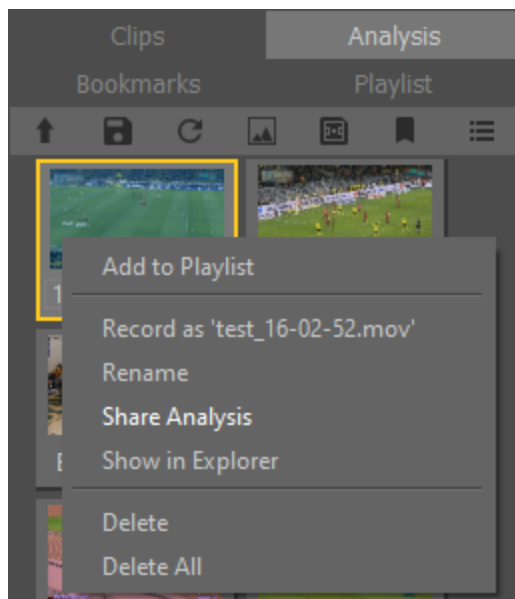 Clips Analysis
Bookmarks Playlist
Add to Playlist
Record as 'test_16-02-52.mov'
Rename
Share Analysis
Show in Explorer
Delete
Delete All